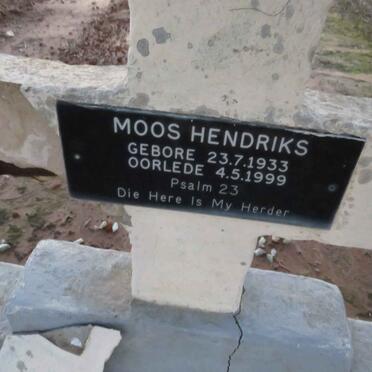 MOOS HENDRIKS
GEBORE 23.7.1933
OORLEDE 4.5.1999
Psalm 23
Die Here Is My Herder